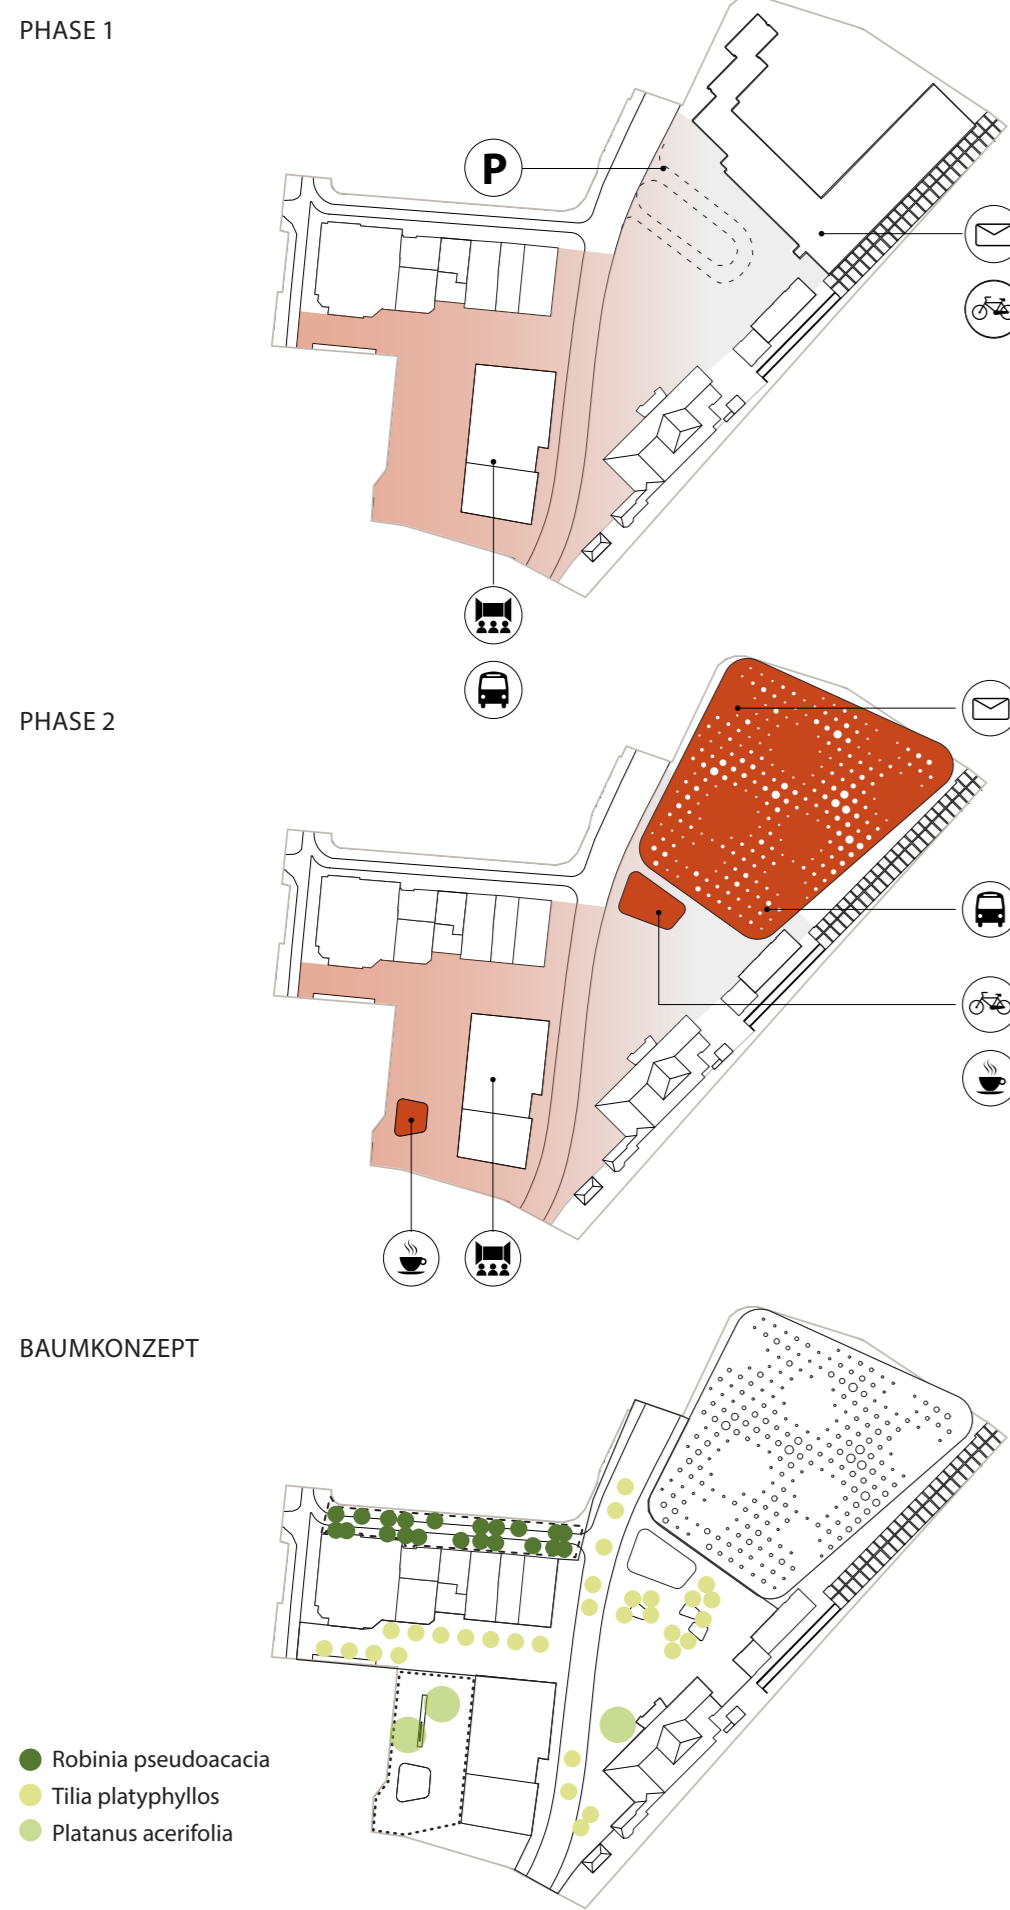 PHASE 1
P
PHASE 2
BAUMKONZEPT
Robinia pseudoacacia
Tilia platyphyllos
Platanus acerifolia